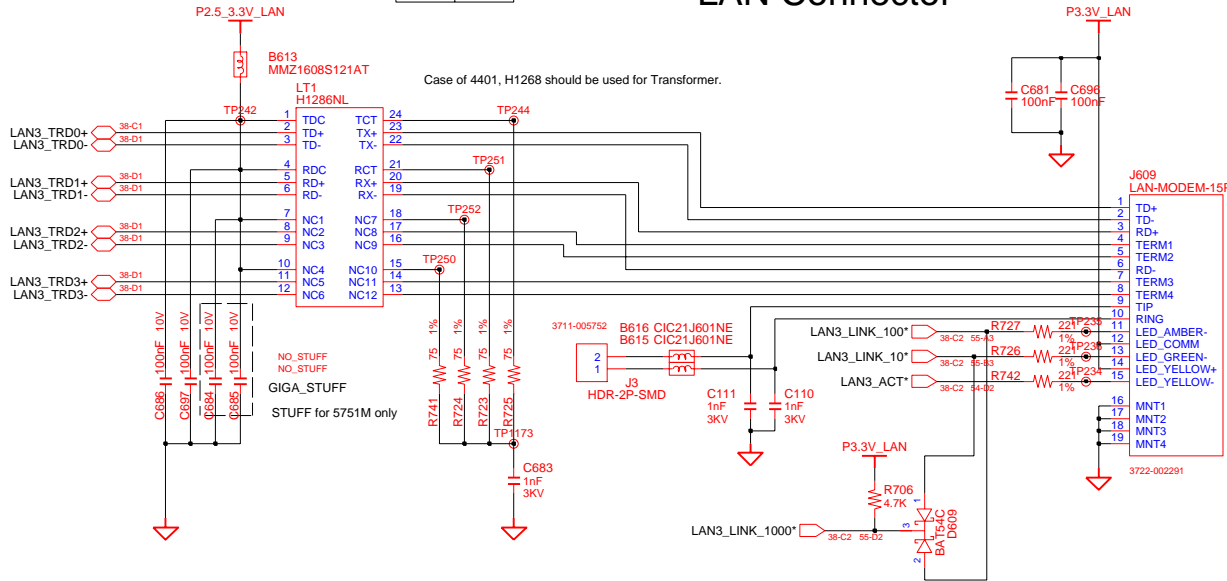 LAN Connector
P2.5_3.3V_LAN
P3.3V_LAN
B613
MMZ1608S121AT
Case of 4401, H1268 should be used for Transformer.
LT1
H1286NL
C681
100nF
C696
100nF
TP242
TP244
1 TDC TCT 24
2 TD+ TX+ 23
3 TD- TX- 22
LAN3_TRD0+ 38-C1
LAN3_TRD0- 38-D1
TP251
4 RDC RCT 21
5 RD+ RX+ 20
6 RD- RX- 19
LAN3_TRD1+ 38-D1
LAN3_TRD1- 38-D1
TP252
7 NC1 NC7 18
8 NC2 NC8 17
9 NC3 NC9 16
LAN3_TRD2+ 38-D1
LAN3_TRD2- 38-D1
TP250
10 NC4 NC10 15
11 NC5 NC11 14
12 NC6 NC12 13
LAN3_TRD3+ 38-D1
LAN3_TRD3- 38-D1
J609
LAN-MODEM-15P
1 TD+
2 TD-
3 RD+
4 TERM1
5 TERM2
6 RD-
7 TERM3
8 TERM4
9 TIP
10 RING
11 LED_AMBER-
12 LED_COMM
13 LED_GREEN-
14 LED_YELLOW+
15 LED_YELLOW-
16 MNT1
17 MNT2
18 MNT3
19 MNT4
3722-002291
C686 100nF 10V
C697 100nF 10V
C684 100nF 10V
C685 100nF 10V
NO_STUFF
NO_STUFF
GIGA_STUFF
STUFF for 5751M only
R741 75 1%
R724 75 1%
R723 75 1%
R725 75 1%
TP1173
C683
1nF
3KV
3711-005752
B616 CIC21J601NE
B615 CIC21J601NE
2
1
J3
HDR-2P-SMD
C111
1nF
3KV
C110
1nF
3KV
LAN3_LINK_100* 38-C2 55-A3 R727 221 1% TP235
LAN3_LINK_10* 38-C2 55-B3 R726 221 1% TP236
LAN3_ACT* 38-C2 54-D2 R742 221 1% TP234
P3.3V_LAN
R706
4.7K
LAN3_LINK_1000* 38-C2 55-D2
1
3
2
BAT54C
D609